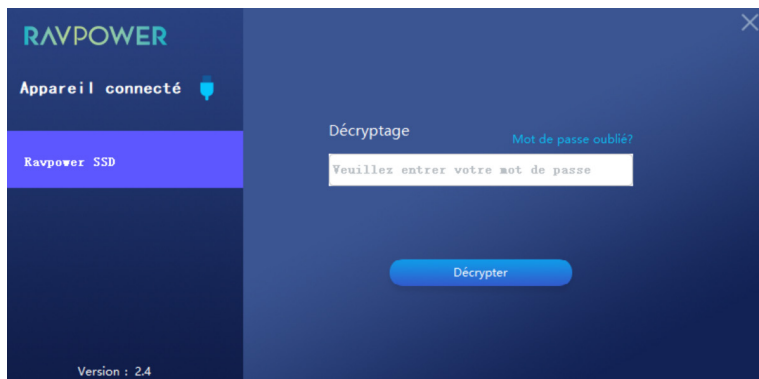 RAVPOWER
Appareil connecté
Ravpower SSD
Version : 2.4
Décryptage
Mot de passe oublié?
Veuillez entrer votre mot de passe
Décrypter